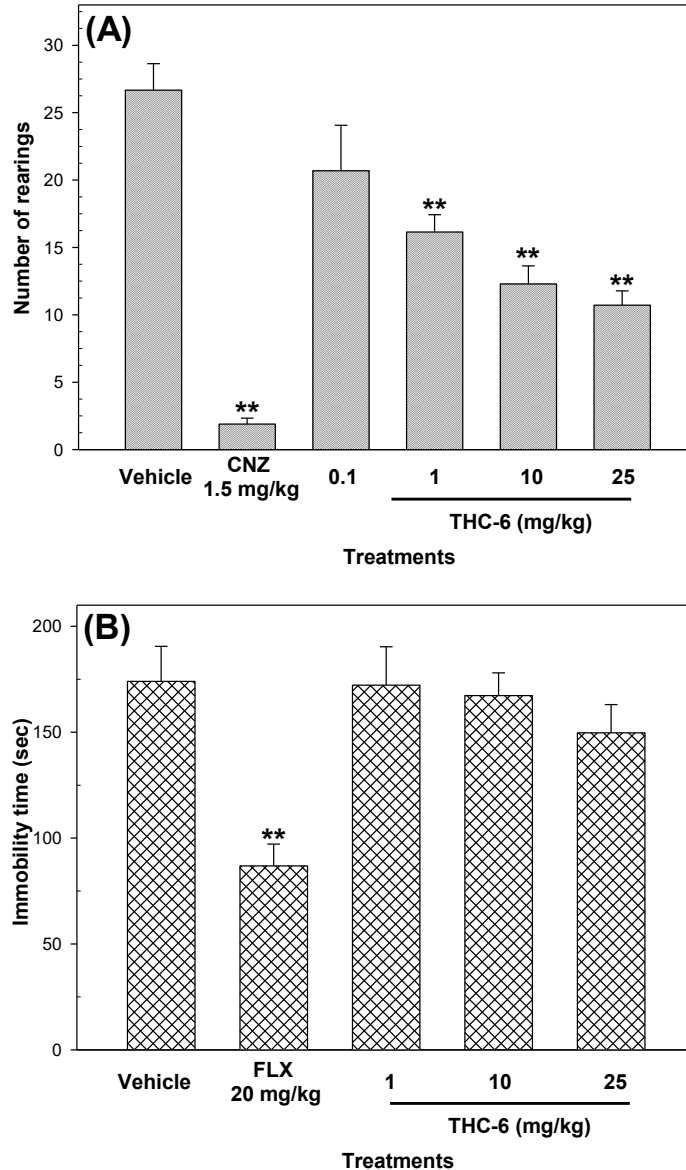 (A)
Number of rearings
30
25
20
15
10
5
0
**
**
**
**
Vehicle
CNZ
1.5 mg/kg
0.1
1
10
25
THC-6 (mg/kg)
Treatments
(B)
Immobility time (sec)
200
150
100
50
0
**
Vehicle
FLX
20 mg/kg
1
10
25
THC-6 (mg/kg)
Treatments